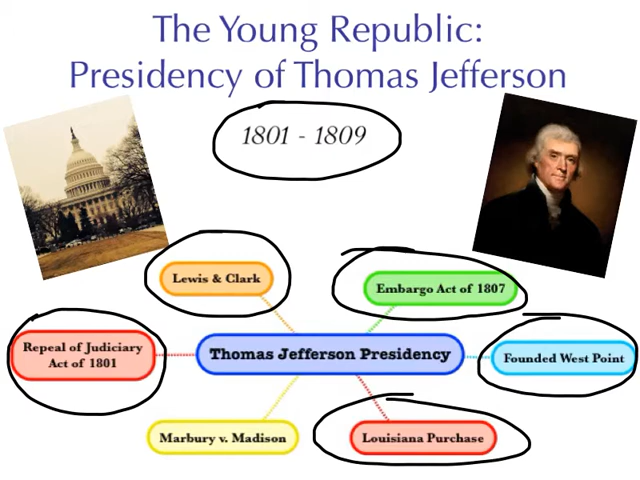 The Young Republic:
Presidency of Thomas Jefferson
1801 - 1809
Lewis & Clark
Embargo Act of 1807
Repeal of Judiciary
Act of 1801
Thomas Jefferson Presidency
Founded West Point
Marbury v. Madison
Louisiana Purchase